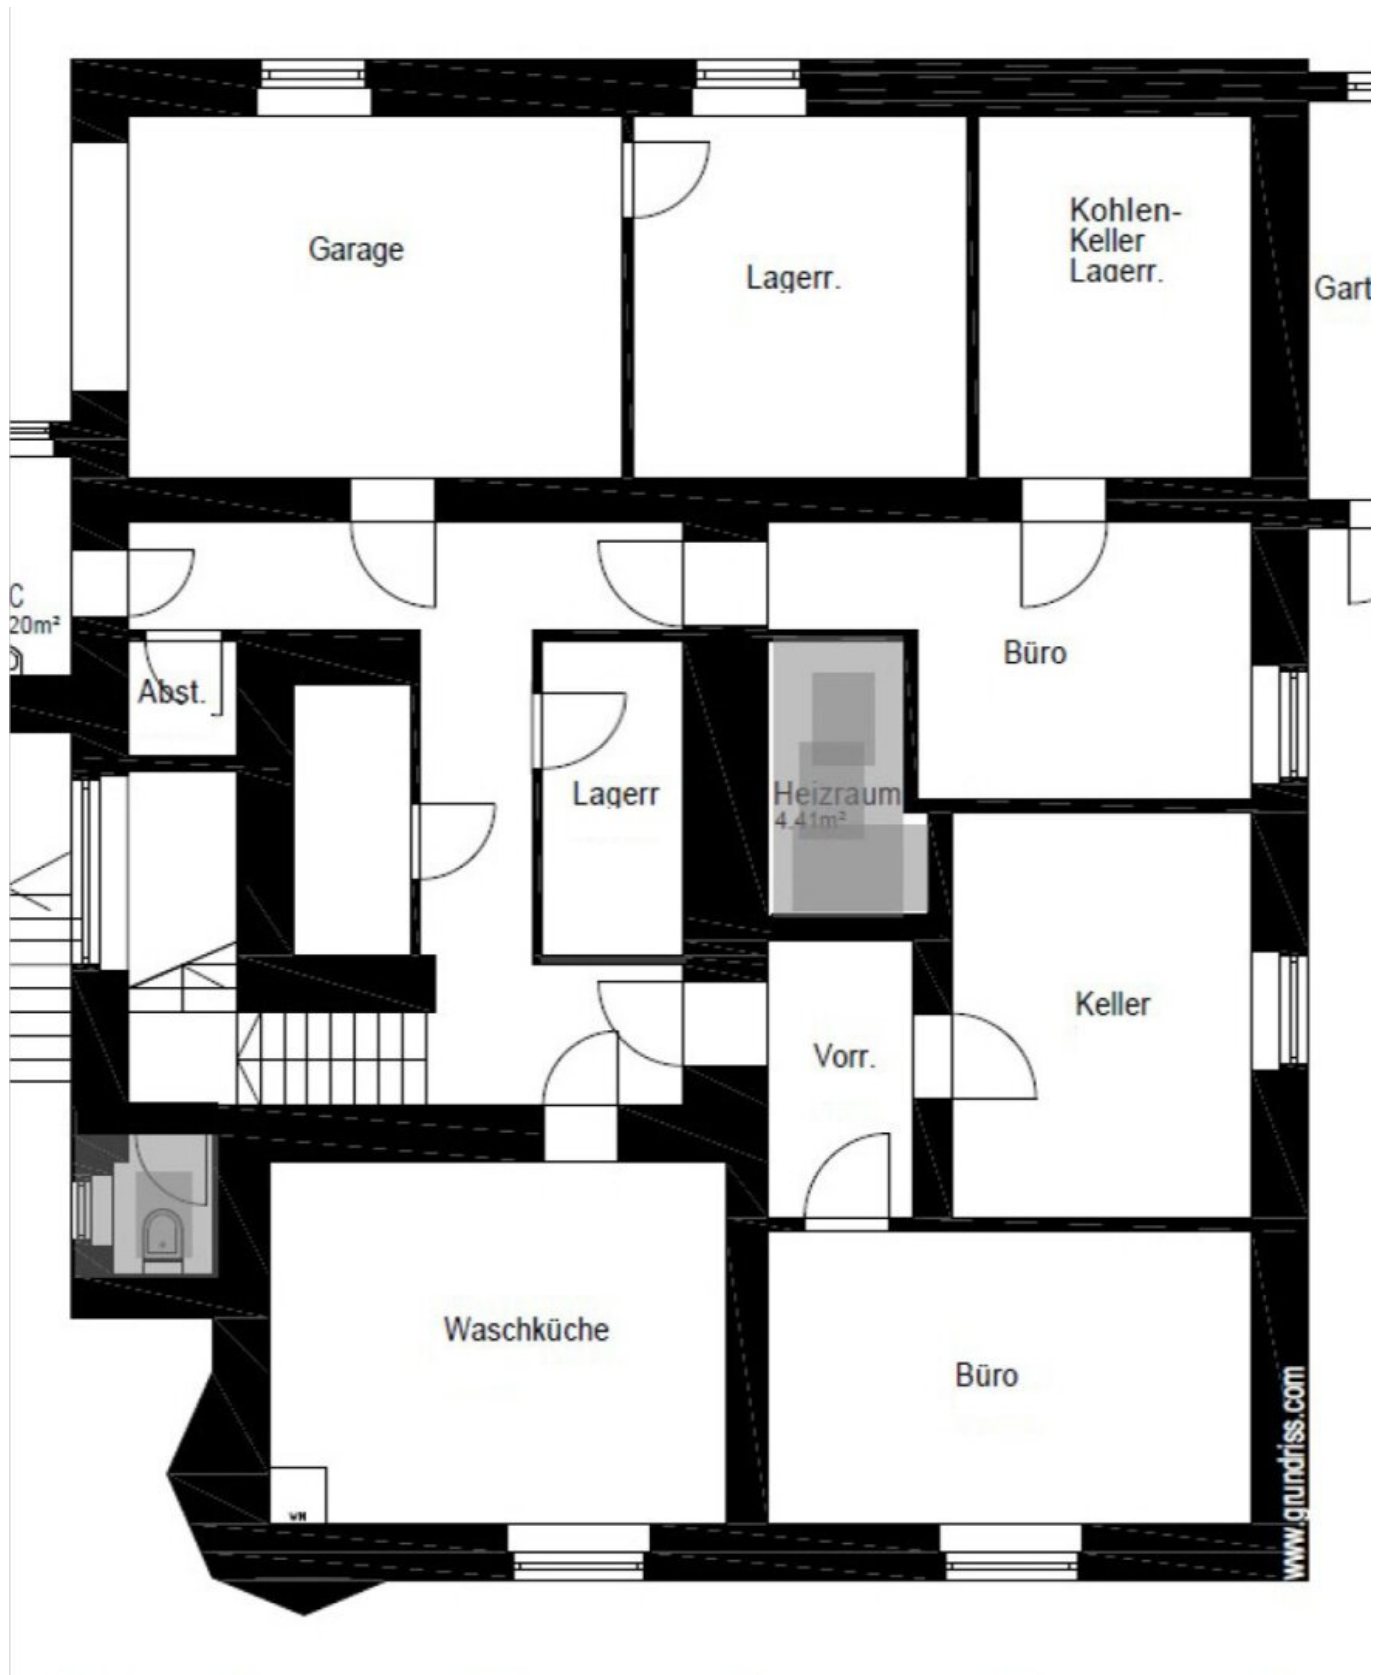 Garage
Lagerr.
Kohlen-
Keller
Lagerr.
Gart
C
20m²
Büro
Abst.
Lagerr
Heizraum
4.41m²
Keller
Vorr.
Waschküche
Büro
WM
www.grundriss.com